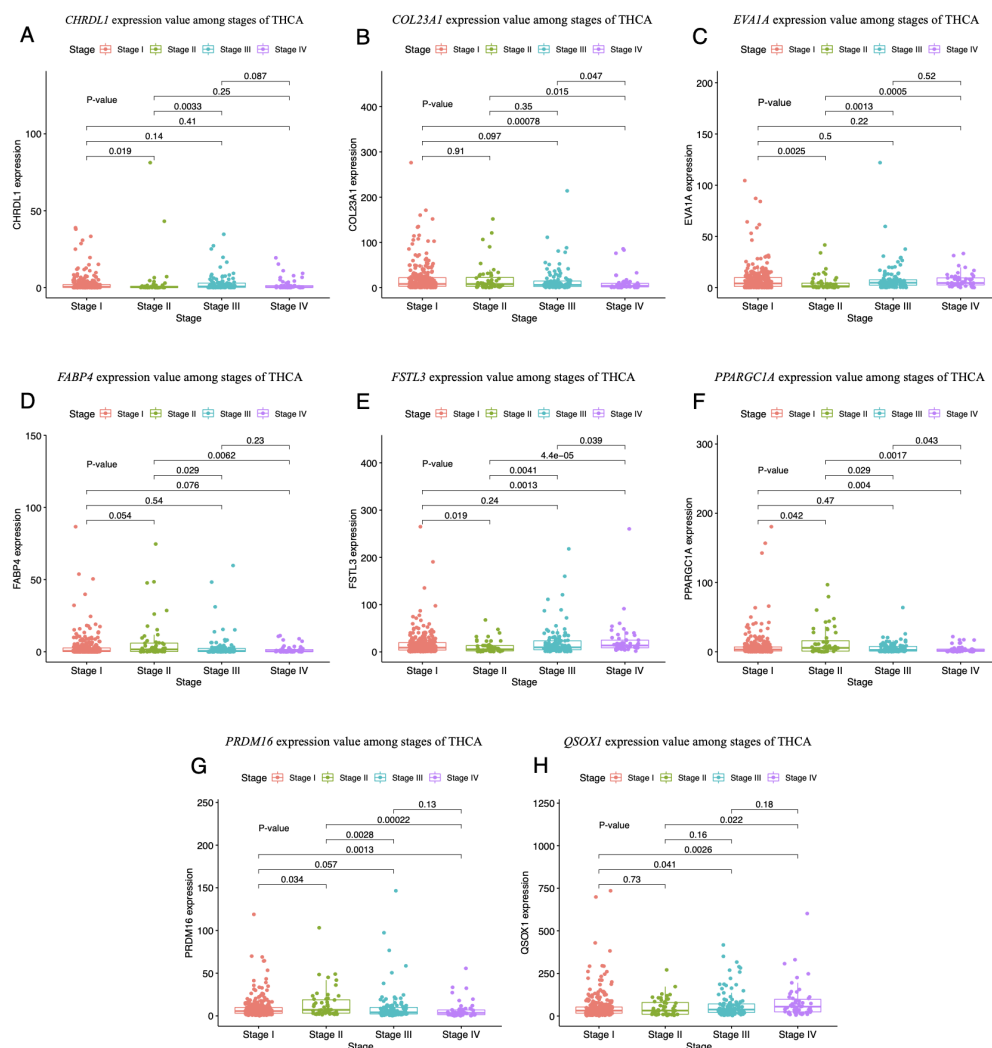 CHRDL1 expression value among stages of THCA
A
Stage Stage I Stage II Stage III Stage IV
P-value
0.087
0.25
0.0033
0.41
0.14
0.019
CHRDL1 expression
100
50
0
Stage I Stage II Stage III Stage IV
Stage
COL23A1 expression value among stages of THCA
B
Stage Stage I Stage II Stage III Stage IV
P-value
0.047
0.015
0.35
0.00078
0.097
0.91
COL23A1 expression
400
300
200
100
0
Stage I Stage II Stage III Stage IV
Stage
EVA1A expression value among stages of THCA
C
Stage Stage I Stage II Stage III Stage IV
P-value
0.52
0.0005
0.0013
0.22
0.5
0.0025
EVA1A expression
200
150
100
50
0
Stage I Stage II Stage III Stage IV
Stage
FABP4 expression value among stages of THCA
D
Stage Stage I Stage II Stage III Stage IV
P-value
0.23
0.0062
0.029
0.076
0.54
0.054
FABP4 expression
150
100
50
0
Stage I Stage II Stage III Stage IV
Stage
FSTL3 expression value among stages of THCA
E
Stage Stage I Stage II Stage III Stage IV
P-value
0.039
4.4e-05
0.0041
0.0013
0.24
0.019
FSTL3 expression
400
300
200
100
0
Stage I Stage II Stage III Stage IV
Stage
PPARGC1A expression value among stages of THCA
F
Stage Stage I Stage II Stage III Stage IV
P-value
0.043
0.0017
0.029
0.004
0.47
0.042
PPARGC1A expression
300
200
100
0
Stage I Stage II Stage III Stage IV
Stage
PRDM16 expression value among stages of THCA
G
Stage Stage I Stage II Stage III Stage IV
P-value
0.13
0.00022
0.0028
0.0013
0.057
0.034
PRDM16 expression
250
200
150
100
50
0
Stage I Stage II Stage III Stage IV
Stage
QSOX1 expression value among stages of THCA
H
Stage Stage I Stage II Stage III Stage IV
P-value
0.18
0.022
0.16
0.0026
0.041
0.73
QSOX1 expression
1250
1000
750
500
250
0
Stage I Stage II Stage III Stage IV
Stage